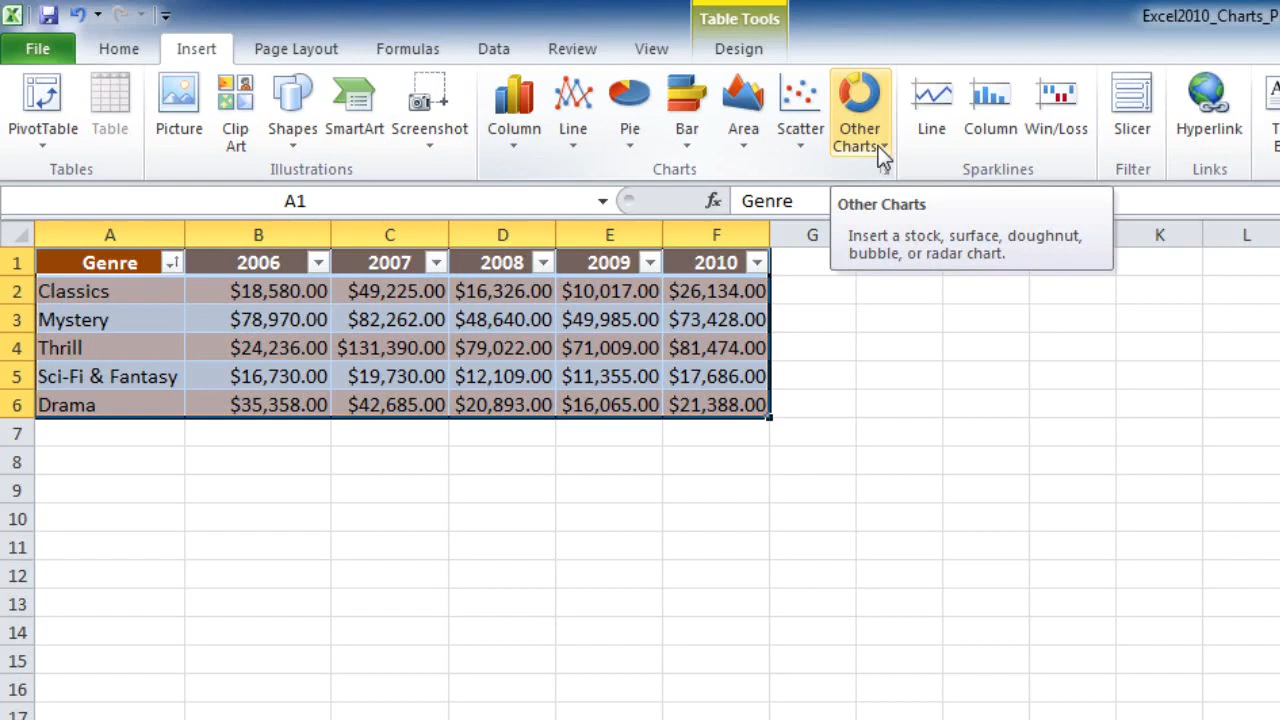 Table Tools
Excel2010_Charts_P
File Home Insert Page Layout Formulas Data Review View Design
PivotTable Table Picture Clip Art Shapes SmartArt Screenshot Column Line Pie Bar Area Scatter Other Charts Line Column Win/Loss Slicer Hyperlink
Tables Illustrations Charts Sparklines Filter Links
A1 fx Genre
Other Charts
Insert a stock, surface, doughnut,
bubble, or radar chart.
A B C D E F G K L
1 Genre 2006 2007 2008 2009 2010
2 Classics $18,580.00 $49,225.00 $16,326.00 $10,017.00 $26,134.00
3 Mystery $78,970.00 $82,262.00 $48,640.00 $49,985.00 $73,428.00
4 Thrill $24,236.00 $131,390.00 $79,022.00 $71,009.00 $81,474.00
5 Sci-Fi & Fantasy $16,730.00 $19,730.00 $12,109.00 $11,355.00 $17,686.00
6 Drama $35,358.00 $42,685.00 $20,893.00 $16,065.00 $21,388.00
7
8
9
10
11
12
13
14
15
16
17